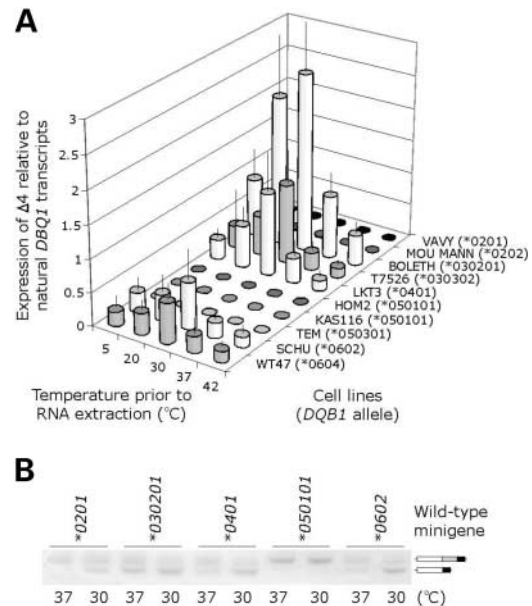 A
Expression of Δ4 relative to
natural DBQ1 transcripts
3
2.5
2
1.5
1
0.5
0
5
20
30
37
42
Temperature prior to
RNA extraction (°C)
VAVY (*0201)
MOU MANN (*0202)
BOLETH (*030201)
T7526 (*030302)
LKT3 (*0401)
HOM2 (*050101)
KAS116 (*050101)
TEM (*050301)
SCHU (*0602)
WT47 (*0604)
Cell lines
(DQB1 allele)
B
*0201 *030201 *0401 *050101 *0602
Wild-type
minigene
37 30 37 30 37 30 37 30 37 30 (°C)